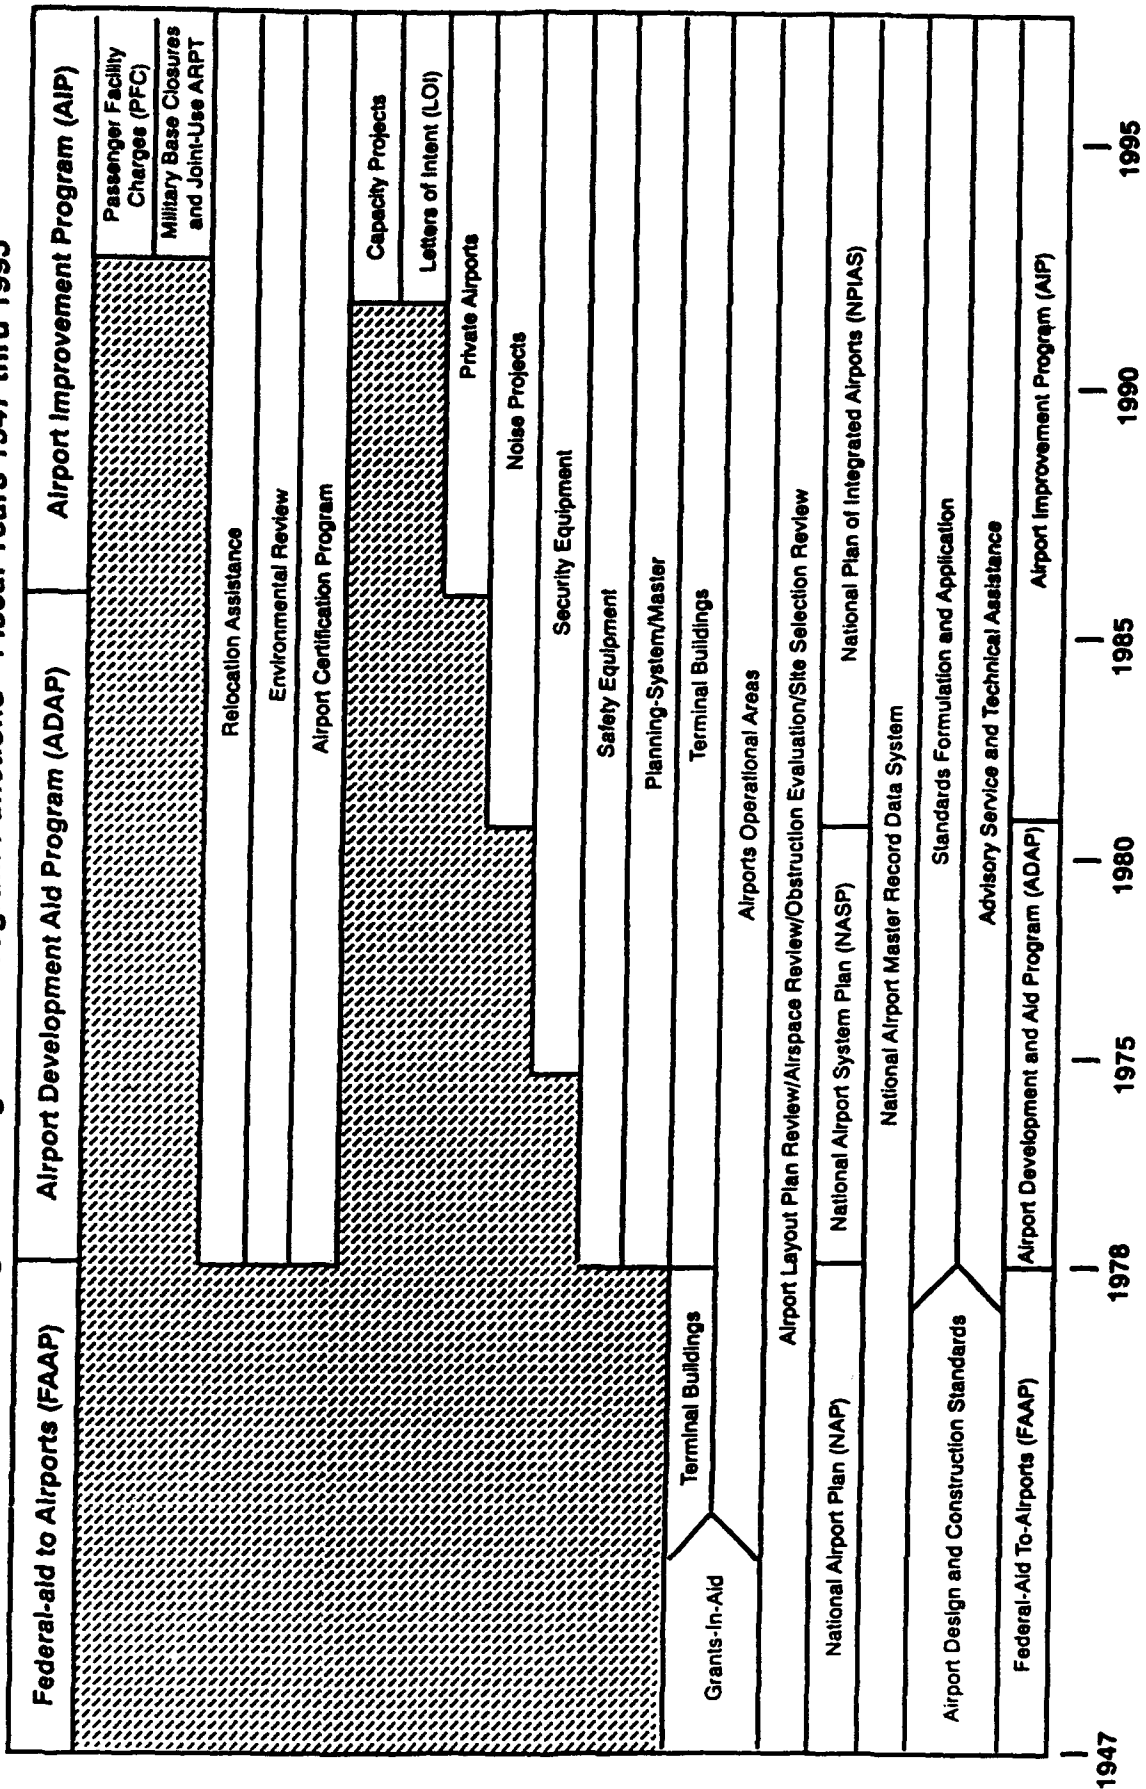 Functions - Fiscal Years 1947 thru 1995
Federal-aid to Airports (FAAP)
Airport Development Aid Program (ADAP)
Airport Improvement Program (AIP)
Passenger Facility
Charges (PFC)
Military Base Closures
and Joint-Use ARPT
Relocation Assistance
Environmental Review
Airport Certification Program
Capacity Projects
Letters of Intent (LOI)
Private Airports
Noise Projects
Security Equipment
Safety Equipment
Planning-System/Master
Grants-In-Aid
Terminal Buildings
Terminal Buildings
Airports Operational Areas
Airport Layout Plan Review/Airspace Review/Obstruction Evaluation/Site Selection Review
National Airport Plan (NAP)
National Airport System Plan (NASP)
National Plan of Integrated Airports (NPIAS)
National Airport Master Record Data System
Airport Design and Construction Standards
Standards Formulation and Application
Advisory Service and Technical Assistance
Federal-Aid To-Airports (FAAP)
Airport Development and Aid Program (ADAP)
Airport Improvement Program (AIP)
1947
1978
1975
1980
1985
1990
1995